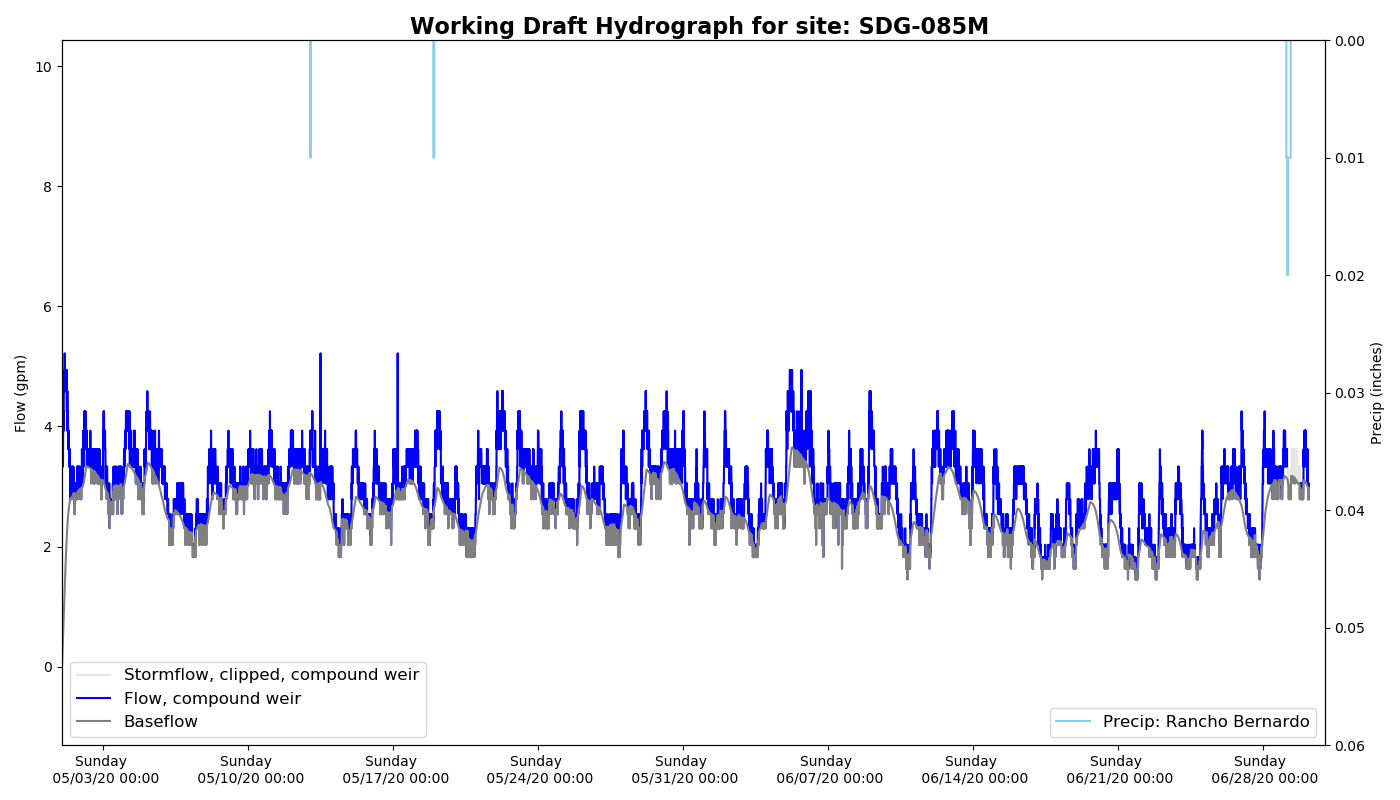 Working Draft Hydrograph for site: SDG-085M
10
8
6
4
2
0
Flow (gpm)
0.00
0.01
0.02
0.03
0.04
0.05
0.06
Precip (inches)
Stormflow, clipped, compound weir
Flow, compound weir
Baseflow
Precip: Rancho Bernardo
Sunday
05/03/20 00:00
Sunday
05/10/20 00:00
Sunday
05/17/20 00:00
Sunday
05/24/20 00:00
Sunday
05/31/20 00:00
Sunday
06/07/20 00:00
Sunday
06/14/20 00:00
Sunday
06/21/20 00:00
Sunday
06/28/20 00:00